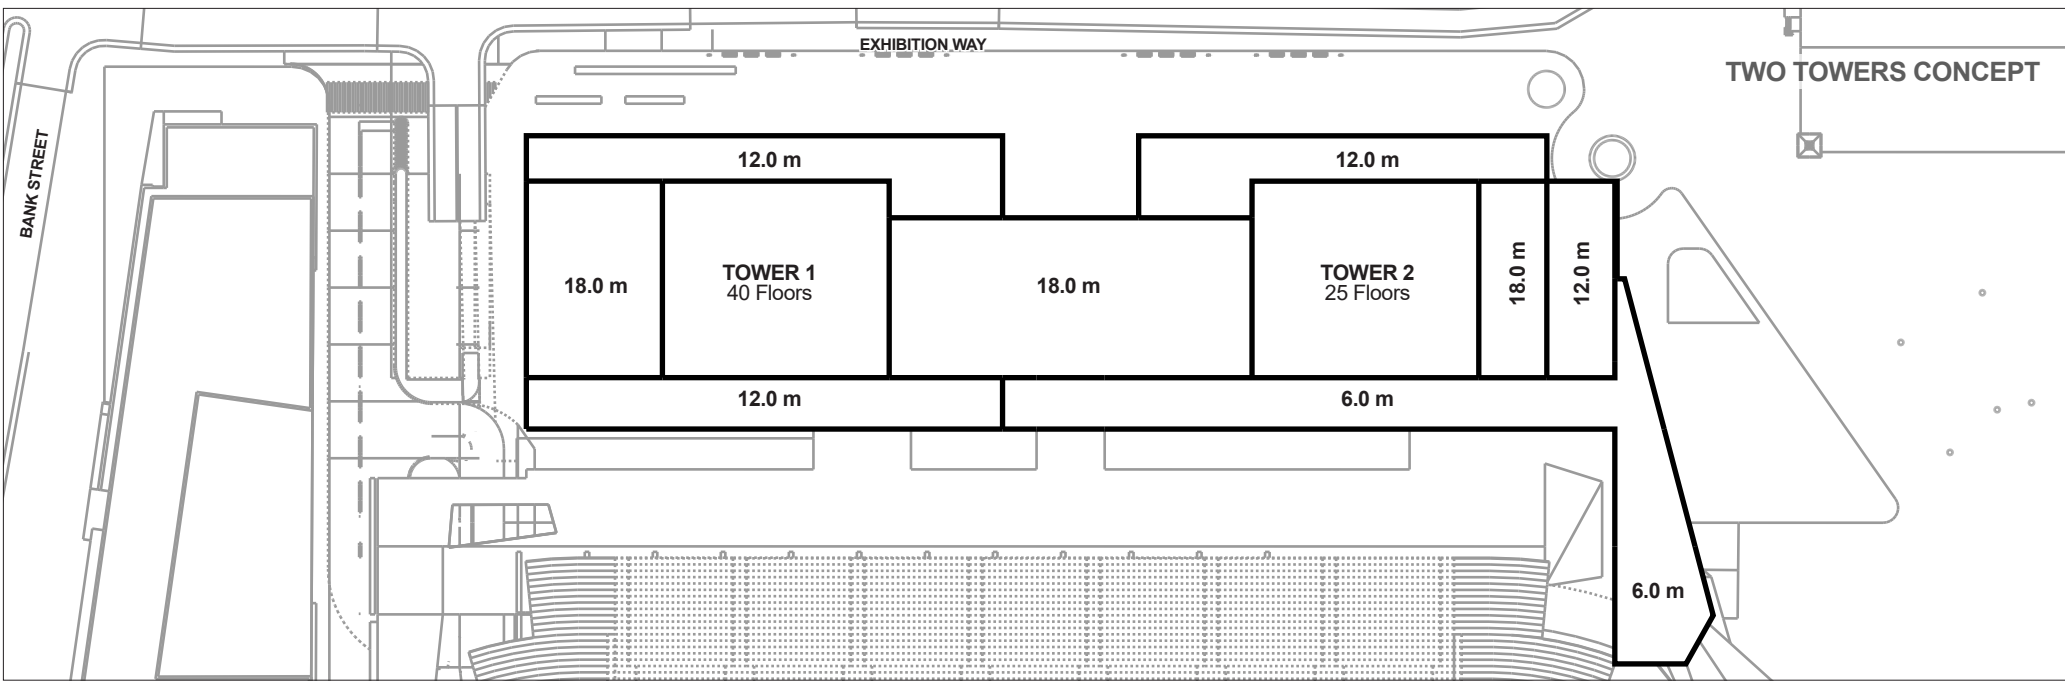 EXHIBITION WAY
TWO TOWERS CONCEPT
BANK STREET
12.0 m
12.0 m
18.0 m
TOWER 1
40 Floors
18.0 m
TOWER 2
25 Floors
18.0 m
12.0 m
12.0 m
6.0 m
6.0 m